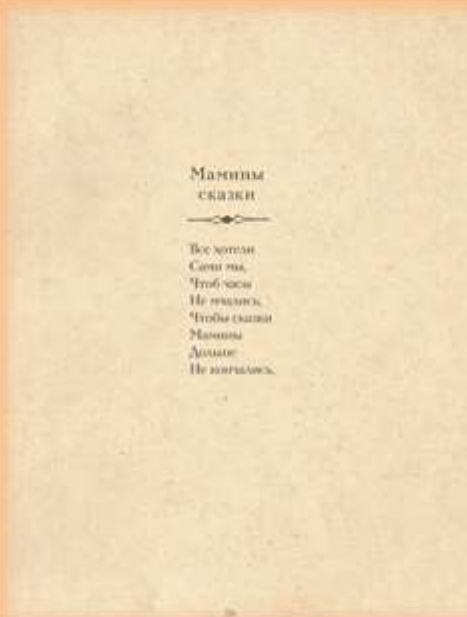 Мамины
сказки
Все хотели
Сами мы,
Чтоб часы
Не мчались,
Чтобы сказки
Мамины
Дольше
Не кончались.